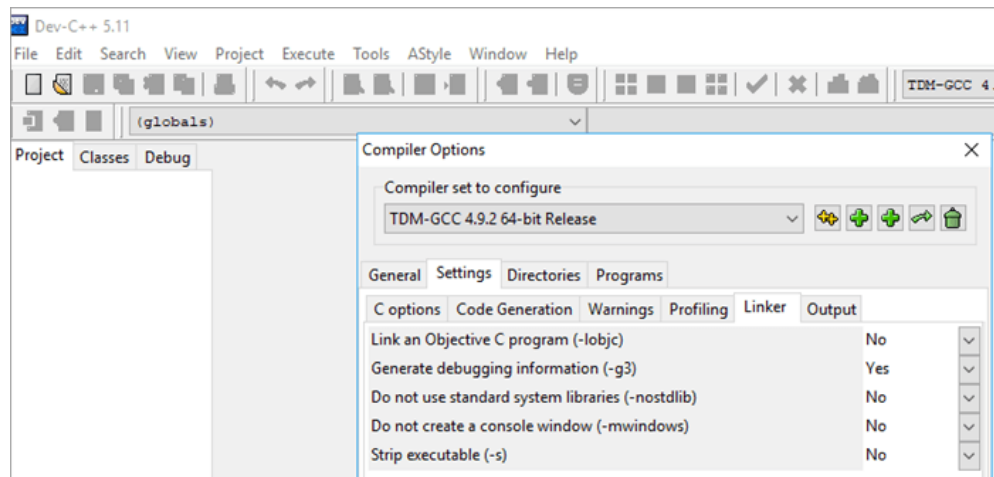 Dev-C++ 5.11
File Edit Search View Project Execute Tools AStyle Window Help
TDM-GCC 4.
(globals)
Project Classes Debug
Compiler Options
Compiler set to configure
TDM-GCC 4.9.2 64-bit Release
General Settings Directories Programs
C options Code Generation Warnings Profiling Linker Output
Link an Objective C program (-lobjc) No
Generate debugging information (-g3) Yes
Do not use standard system libraries (-nostdlib) No
Do not create a console window (-mwindows) No
Strip executable (-s) No